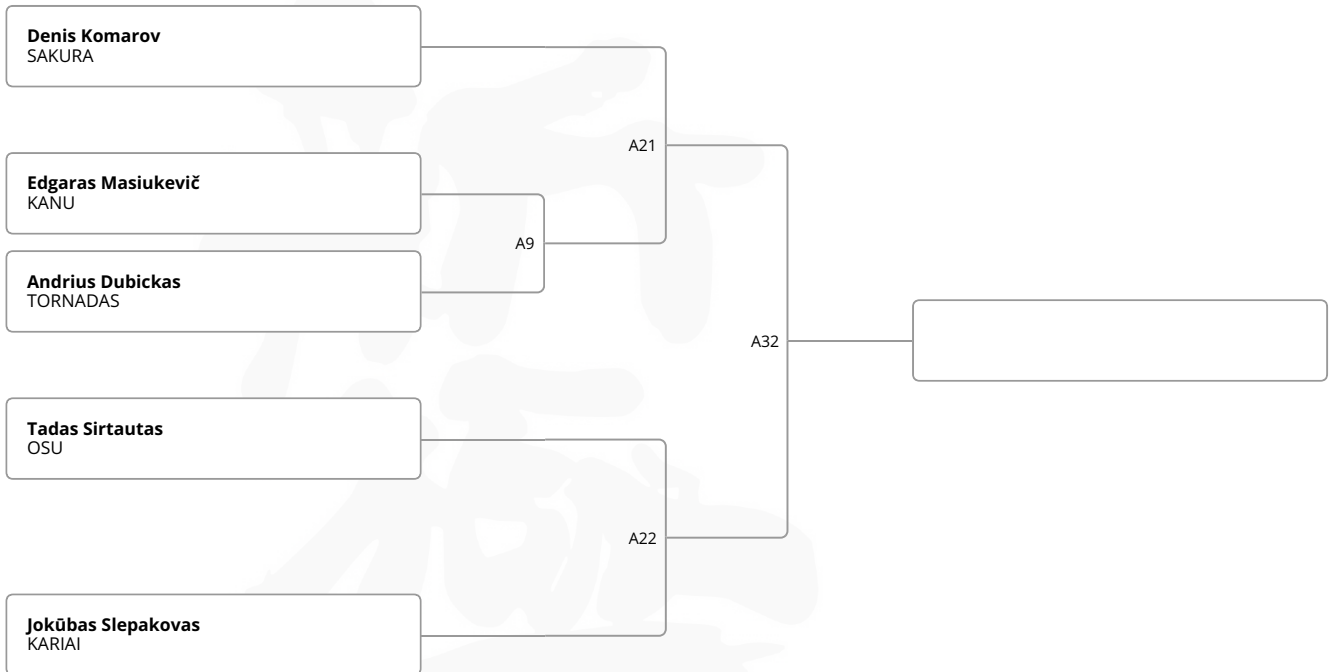 Denis Komarov
SAKURA
A21
Edgaras Masiukevič
KANU
A9
Andrius Dubickas
TORNADAS
A32
Tadas Sirtautas
OSU
A22
Jokūbas Slepakovas
KARIAI